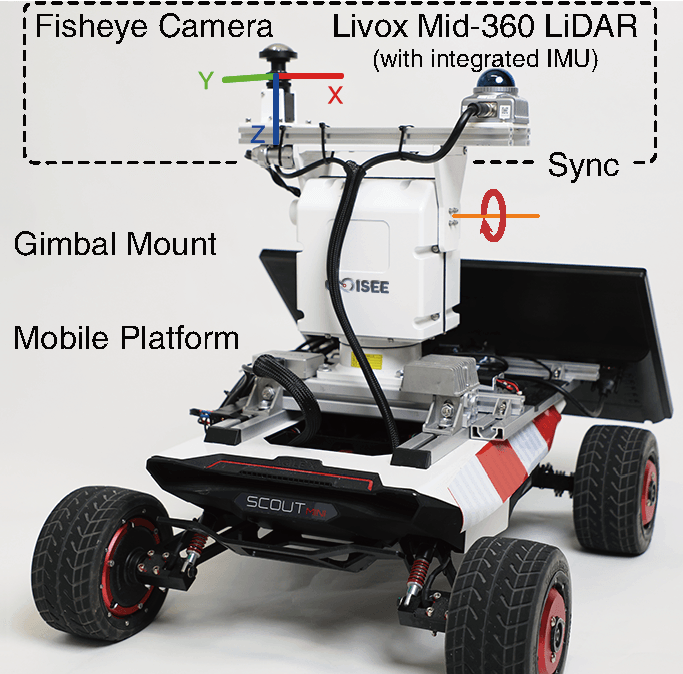 Fisheye Camera
Livox Mid-360 LiDAR
(with integrated IMU)
Y
X
Z
Sync
Gimbal Mount
ISEE
Mobile Platform
SCOUT